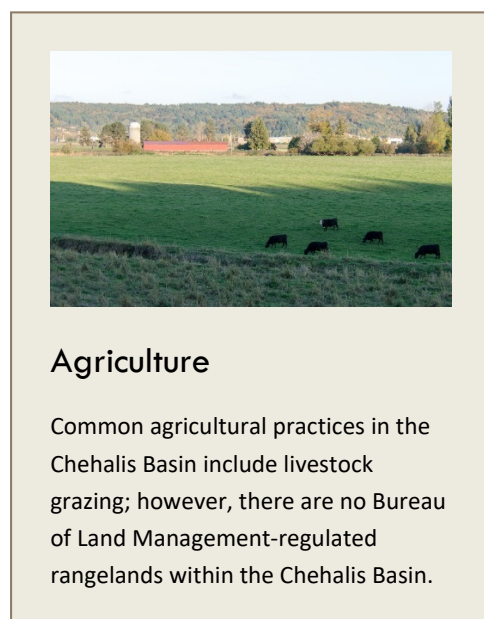 Agriculture
Common agricultural practices in the
Chehalis Basin include livestock
grazing; however, there are no Bureau
of Land Management-regulated
rangelands within the Chehalis Basin.